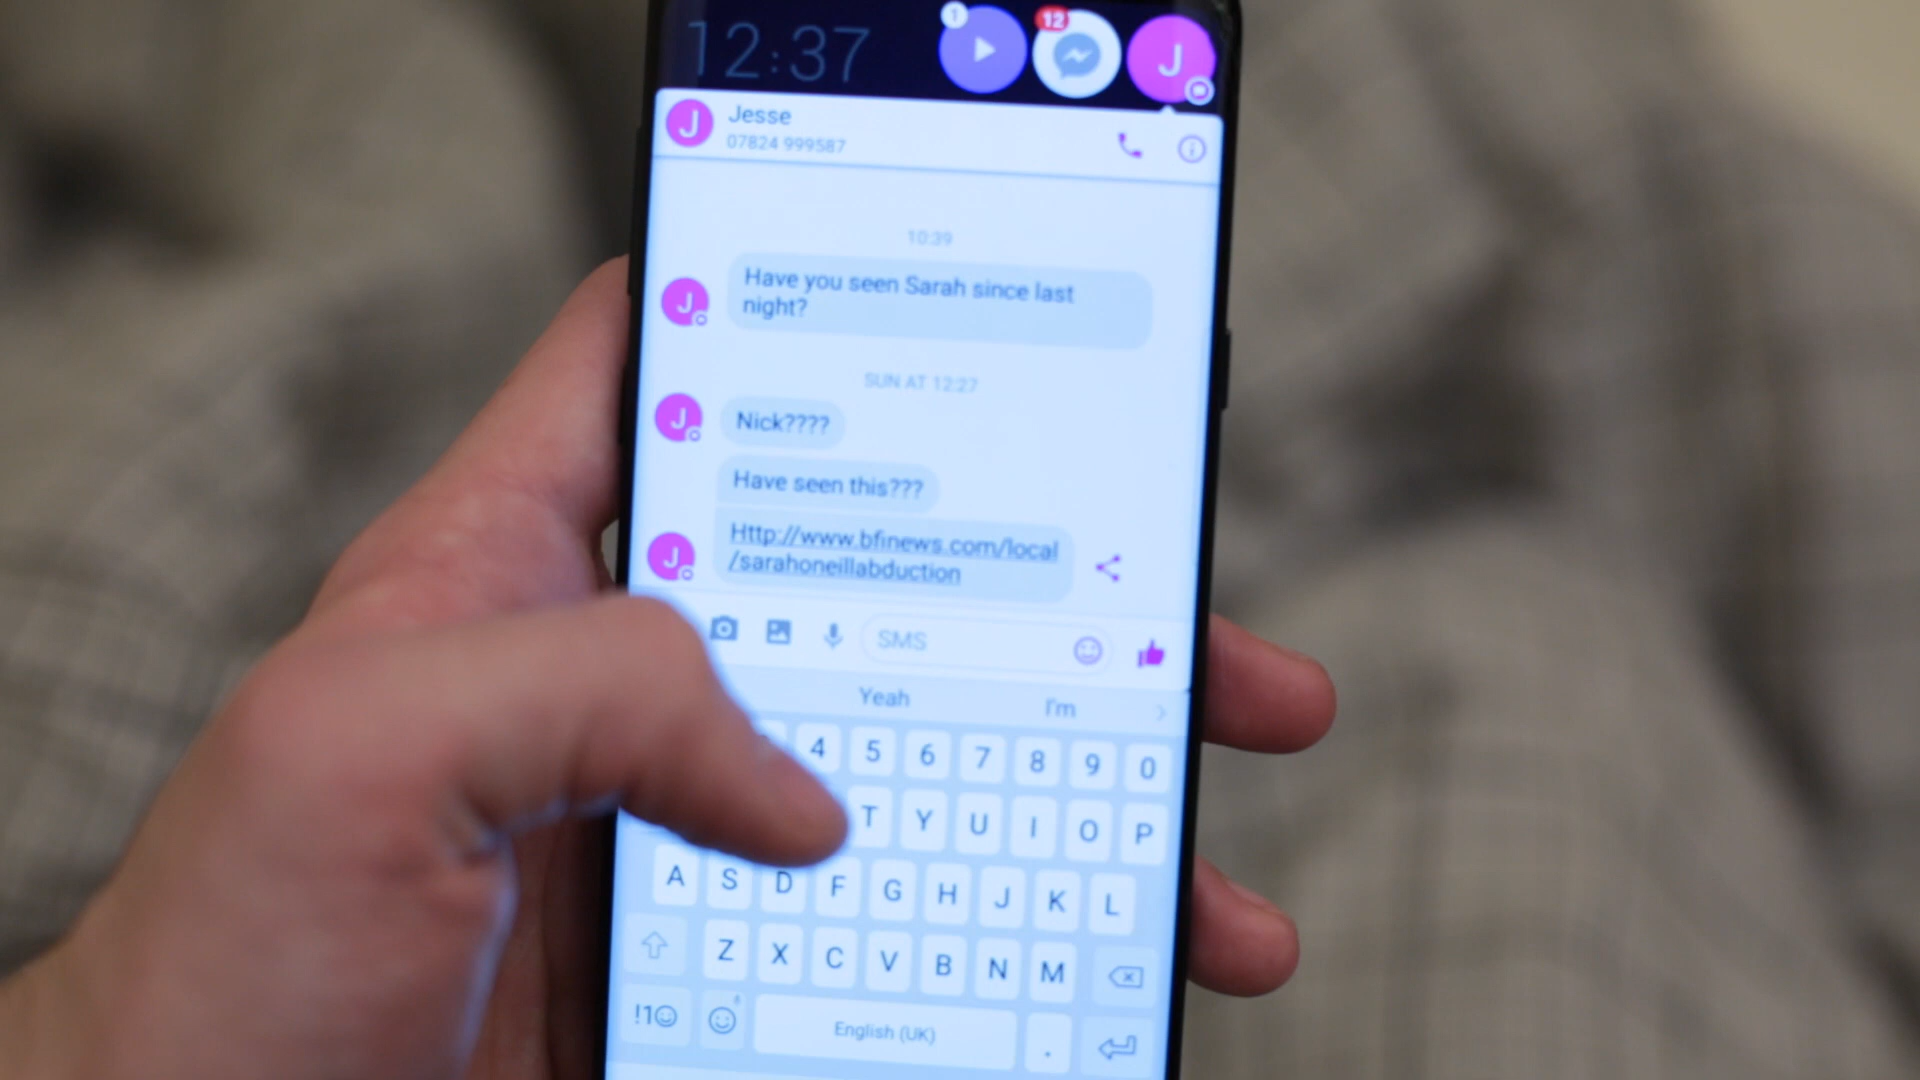 12:37
1
12
J
J
Jesse
07824 999587
10:39
J
Have you seen Sarah since last
night?
SUN AT 12:27
J
Nick????
Have seen this???
J
Http://www.bfinews.com/local
/sarahoneillabduction
SMS
Yeah
I'm
4 5 6 7 8 9 0
T Y U I O P
A S D F G H J K L
Z X C V B N M
!1☺
English (UK)
.